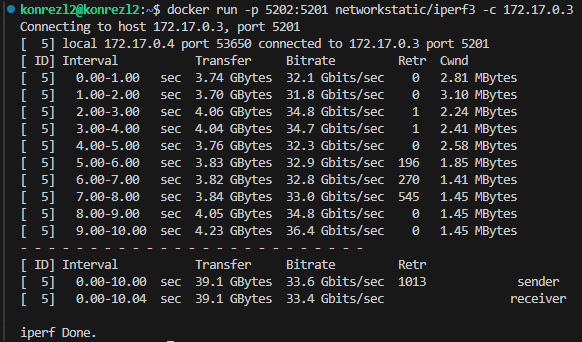 konrezl2@konrezl2:~$ docker run -p 5202:5201 networkstatic/iperf3 -c 172.17.0.3
Connecting to host 172.17.0.3, port 5201
[  5] local 172.17.0.4 port 53650 connected to 172.17.0.3 port 5201
[ ID] Interval           Transfer     Bitrate         Retr  Cwnd
[  5]   0.00-1.00   sec  3.74 GBytes  32.1 Gbits/sec    0   2.81 MBytes
[  5]   1.00-2.00   sec  3.70 GBytes  31.8 Gbits/sec    0   3.10 MBytes
[  5]   2.00-3.00   sec  4.06 GBytes  34.8 Gbits/sec    1   2.24 MBytes
[  5]   3.00-4.00   sec  4.04 GBytes  34.7 Gbits/sec    1   2.41 MBytes
[  5]   4.00-5.00   sec  3.76 GBytes  32.3 Gbits/sec    0   2.58 MBytes
[  5]   5.00-6.00   sec  3.83 GBytes  32.9 Gbits/sec  196   1.85 MBytes
[  5]   6.00-7.00   sec  3.82 GBytes  32.8 Gbits/sec  270   1.41 MBytes
[  5]   7.00-8.00   sec  3.84 GBytes  33.0 Gbits/sec  545   1.45 MBytes
[  5]   8.00-9.00   sec  4.05 GBytes  34.8 Gbits/sec    0   1.45 MBytes
[  5]   9.00-10.00  sec  4.23 GBytes  36.4 Gbits/sec    0   1.45 MBytes
- - - - - - - - - - - - - - - - - - - - - - - - -
[ ID] Interval           Transfer     Bitrate         Retr
[  5]   0.00-10.00  sec  39.1 GBytes  33.6 Gbits/sec  1013             sender
[  5]   0.00-10.04  sec  39.1 GBytes  33.4 Gbits/sec                  receiver
iperf Done.